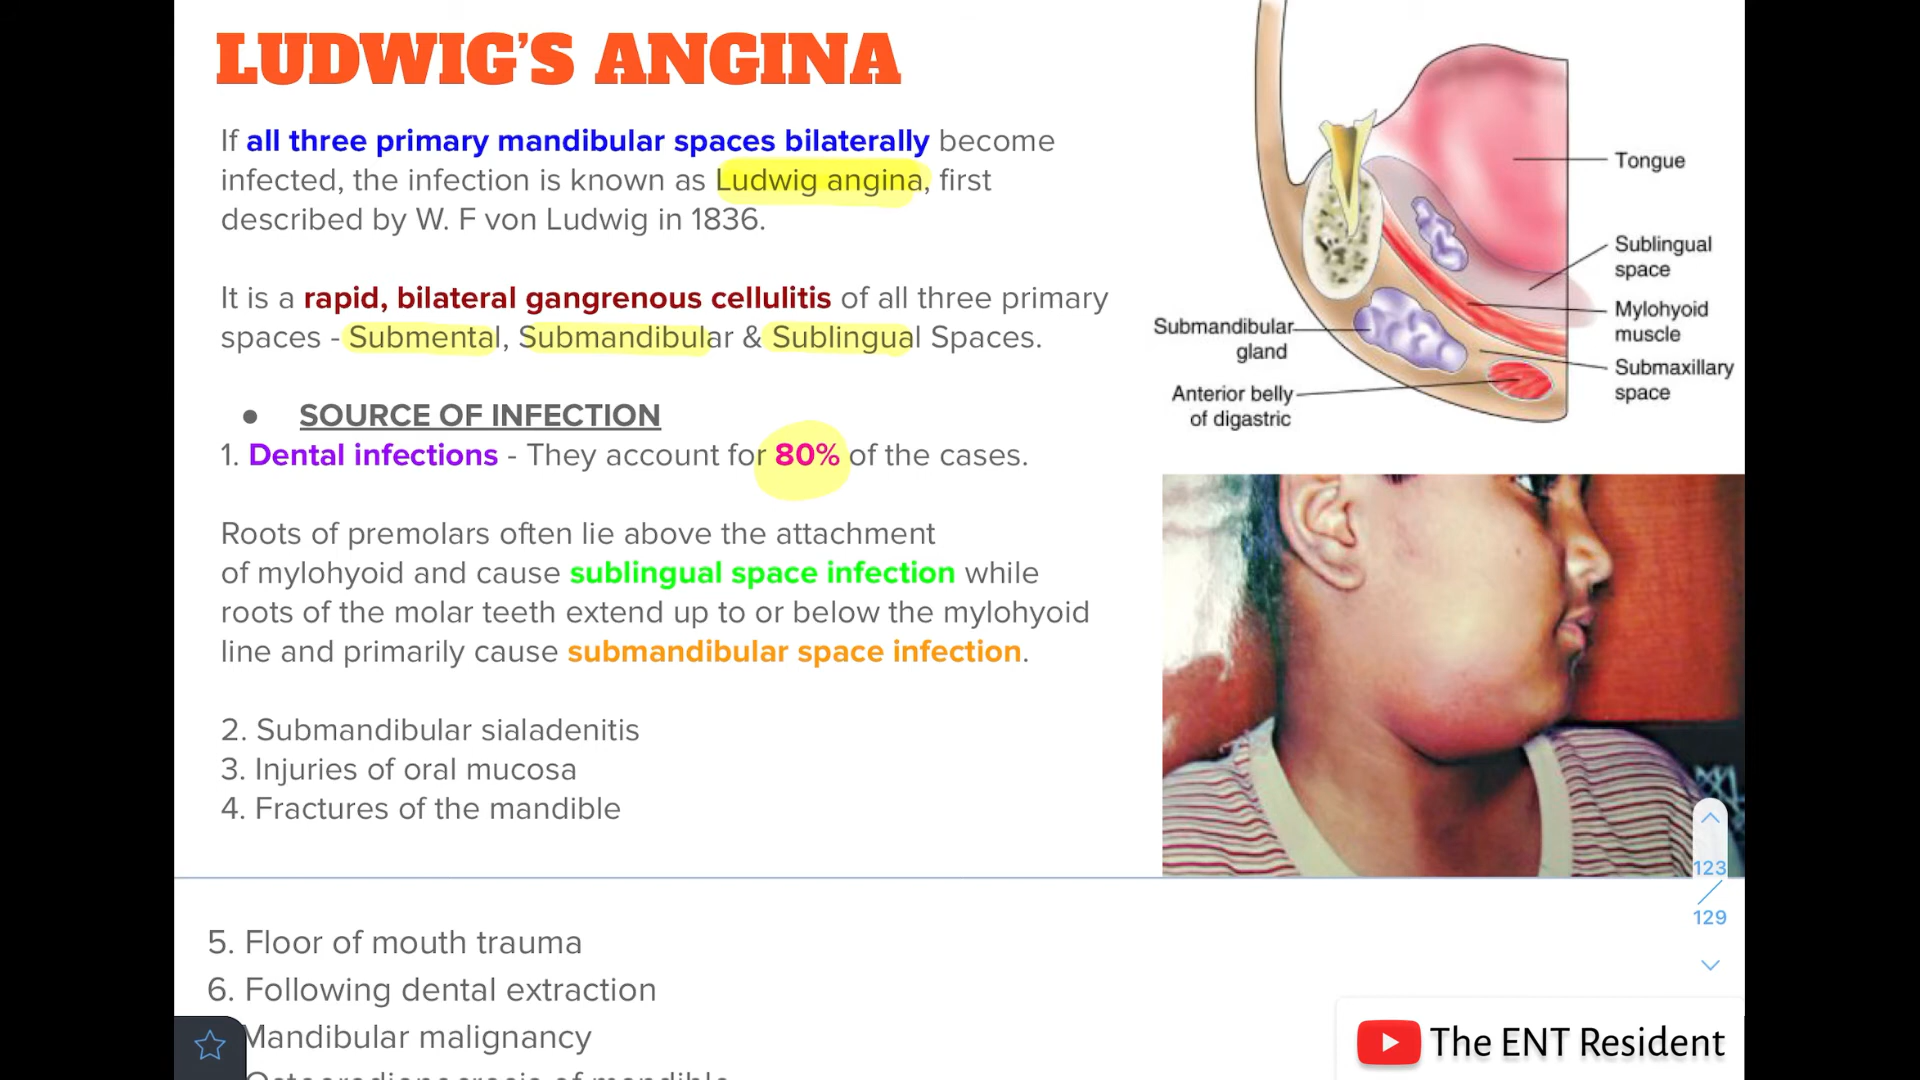 LUDWIG’S ANGINA
If all three primary mandibular spaces bilaterally become
infected, the infection is known as Ludwig angina, first
described by W. F von Ludwig in 1836.
It is a rapid, bilateral gangrenous cellulitis of all three primary
spaces - Submental, Submandibular & Sublingual Spaces.
● SOURCE OF INFECTION
1. Dental infections - They account for 80% of the cases.
Roots of premolars often lie above the attachment
of mylohyoid and cause sublingual space infection while
roots of the molar teeth extend up to or below the mylohyoid
line and primarily cause submandibular space infection.
2. Submandibular sialadenitis
3. Injuries of oral mucosa
4. Fractures of the mandible
5. Floor of mouth trauma
6. Following dental extraction
Mandibular malignancy
Osteoradionecrosis of mandible
Tongue
Sublingual
space
Mylohyoid
muscle
Submaxillary
space
Submandibular
gland
Anterior belly
of digastric
123
129
The ENT Resident